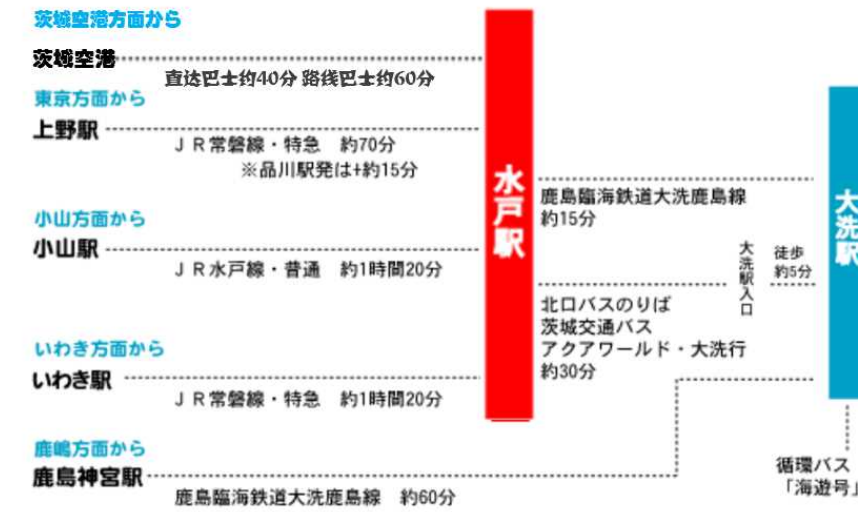 茨城空港方面から
茨城空港
直达巴士约40分 路线巴士约60分
東京方面から
上野駅
ＪＲ常磐線・特急 約70分
※品川駅発は+約15分
小山方面から
小山駅
ＪＲ水戸線・普通 約1時間20分
いわき方面から
いわき駅
ＪＲ常磐線・特急 約1時間20分
鹿嶋方面から
鹿島神宮駅
鹿島臨海鉄道大洗鹿島線 約60分
水戸駅
鹿島臨海鉄道大洗鹿島線
約15分
北口バスのりば
茨城交通バス
アクアワールド・大洗行
約30分
大洗駅入口
徒歩
約5分
大洗駅
循環バス
「海遊号」